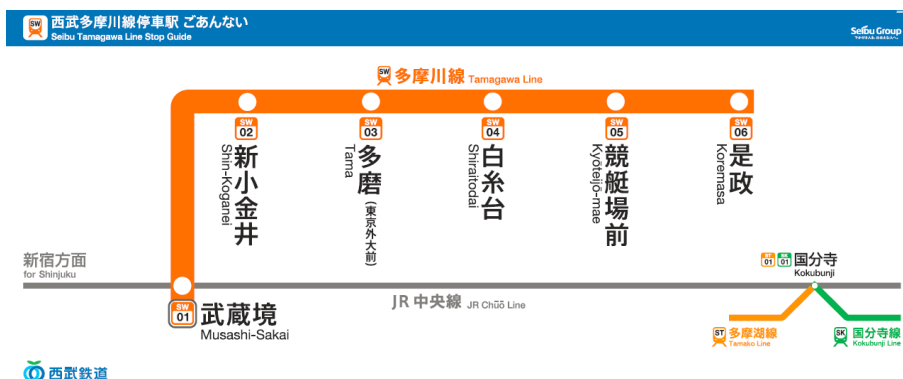 SW 西武多摩川線停車駅 ごあんない
Seibu Tamagawa Line Stop Guide
Seibu Group
SW 多摩川線 Tamagawa Line
SW 02
新小金井
Shin-Koganei
SW 03
多磨(東京外大前)
Tama
SW 04
白糸台
Shiraitodai
SW 05
競艇場前
Kyōteijō-mae
SW 06
是政
Koremasa
新宿方面
for Shinjuku
ST 01 SK 01 国分寺
Kokubunji
JR 中央線 JR Chūō Line
SW 01 武蔵境
Musashi-Sakai
ST 多摩湖線
Tamako Line
SK 国分寺線
Kokubunji Line
西武鉄道